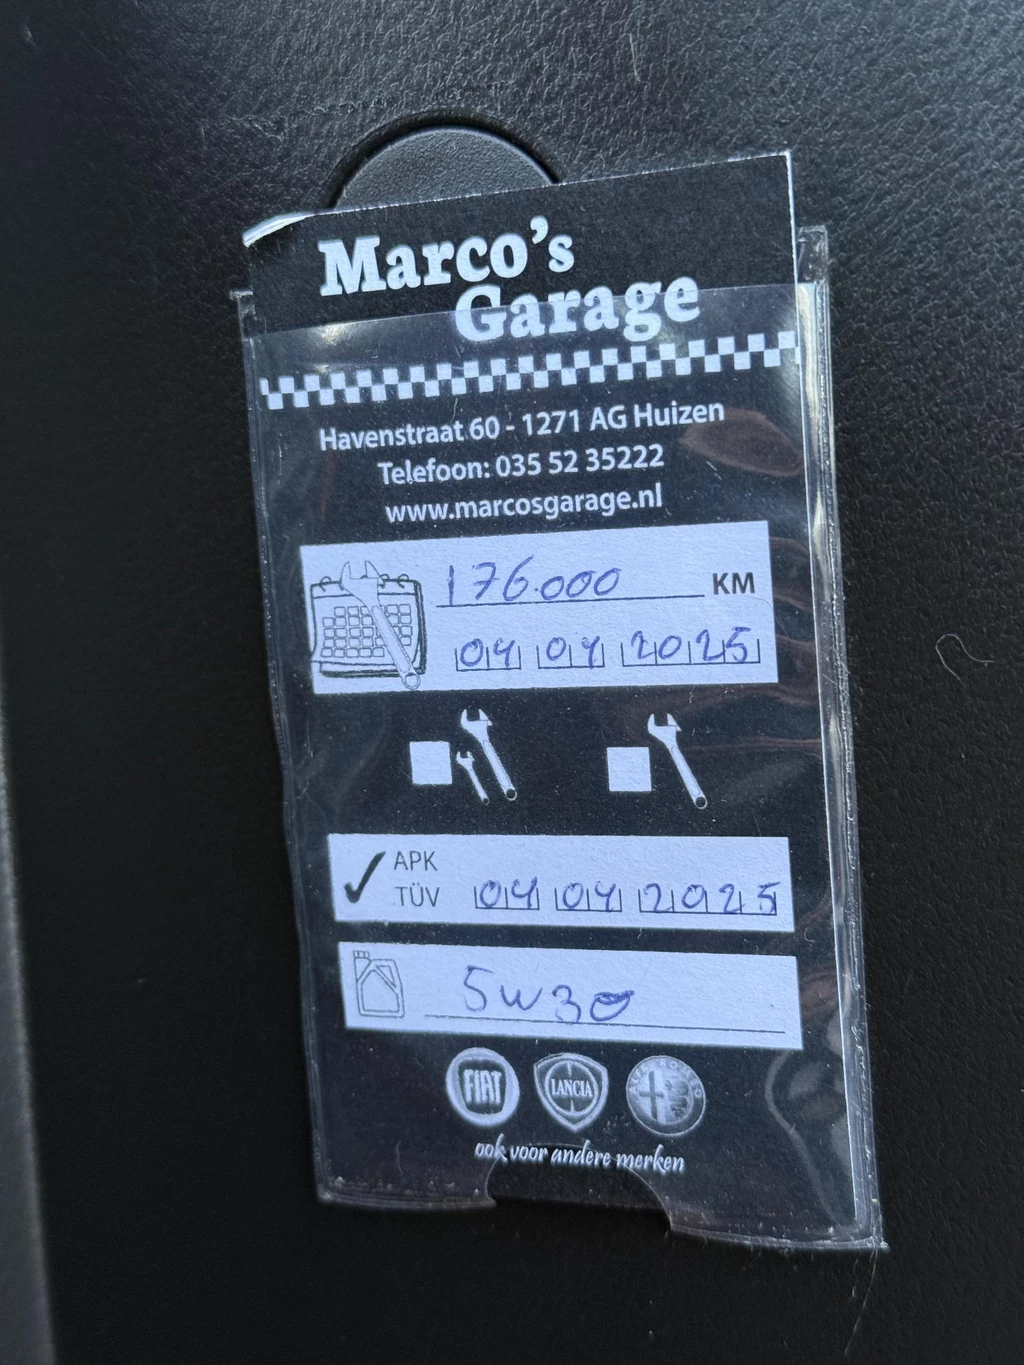 Marco's
Garage
Havenstraat 60 - 1271 AG Huizen
Telefoon: 035 52 35222
www.marcosgarage.nl
176.000 KM
04 04 2025
APK
TÜV 04 04 2025
5W30
FIAT LANCIA
ook voor andere merken